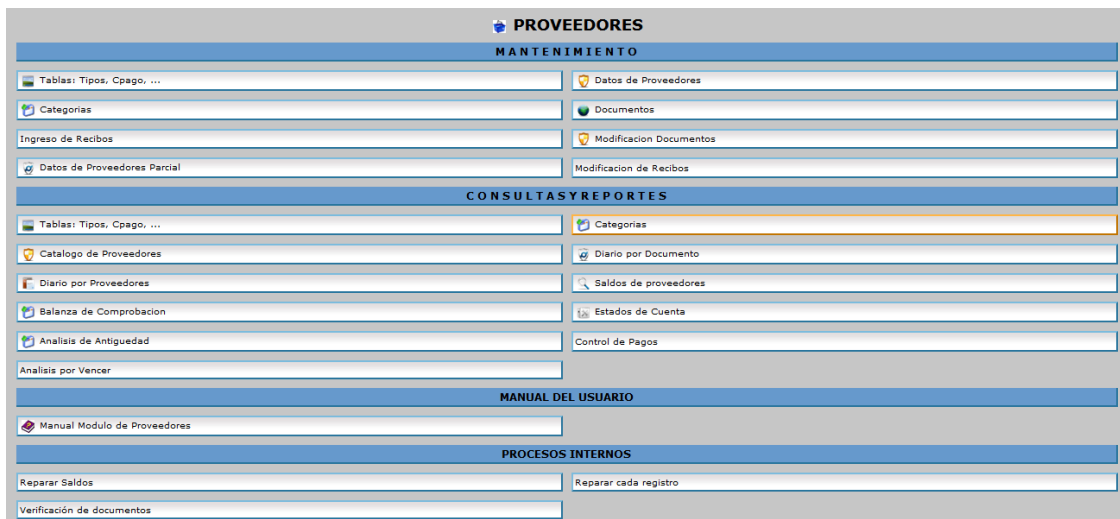 PROVEEDORES
M A N T E N I M I E N T O
Tablas: Tipos, Cpago, ...
Datos de Proveedores
Categorias
Documentos
Ingreso de Recibos
Modificacion Documentos
Datos de Proveedores Parcial
Modificacion de Recibos
C O N S U L T A S Y R E P O R T E S
Tablas: Tipos, Cpago, ...
Categorias
Catalogo de Proveedores
Diario por Documento
Diario por Proveedores
Saldos de proveedores
Balanza de Comprobacion
Estados de Cuenta
Analisis de Antiguedad
Control de Pagos
Analisis por Vencer
MANUAL DEL USUARIO
Manual Modulo de Proveedores
PROCESOS INTERNOS
Reparar Saldos
Reparar cada registro
Verificación de documentos